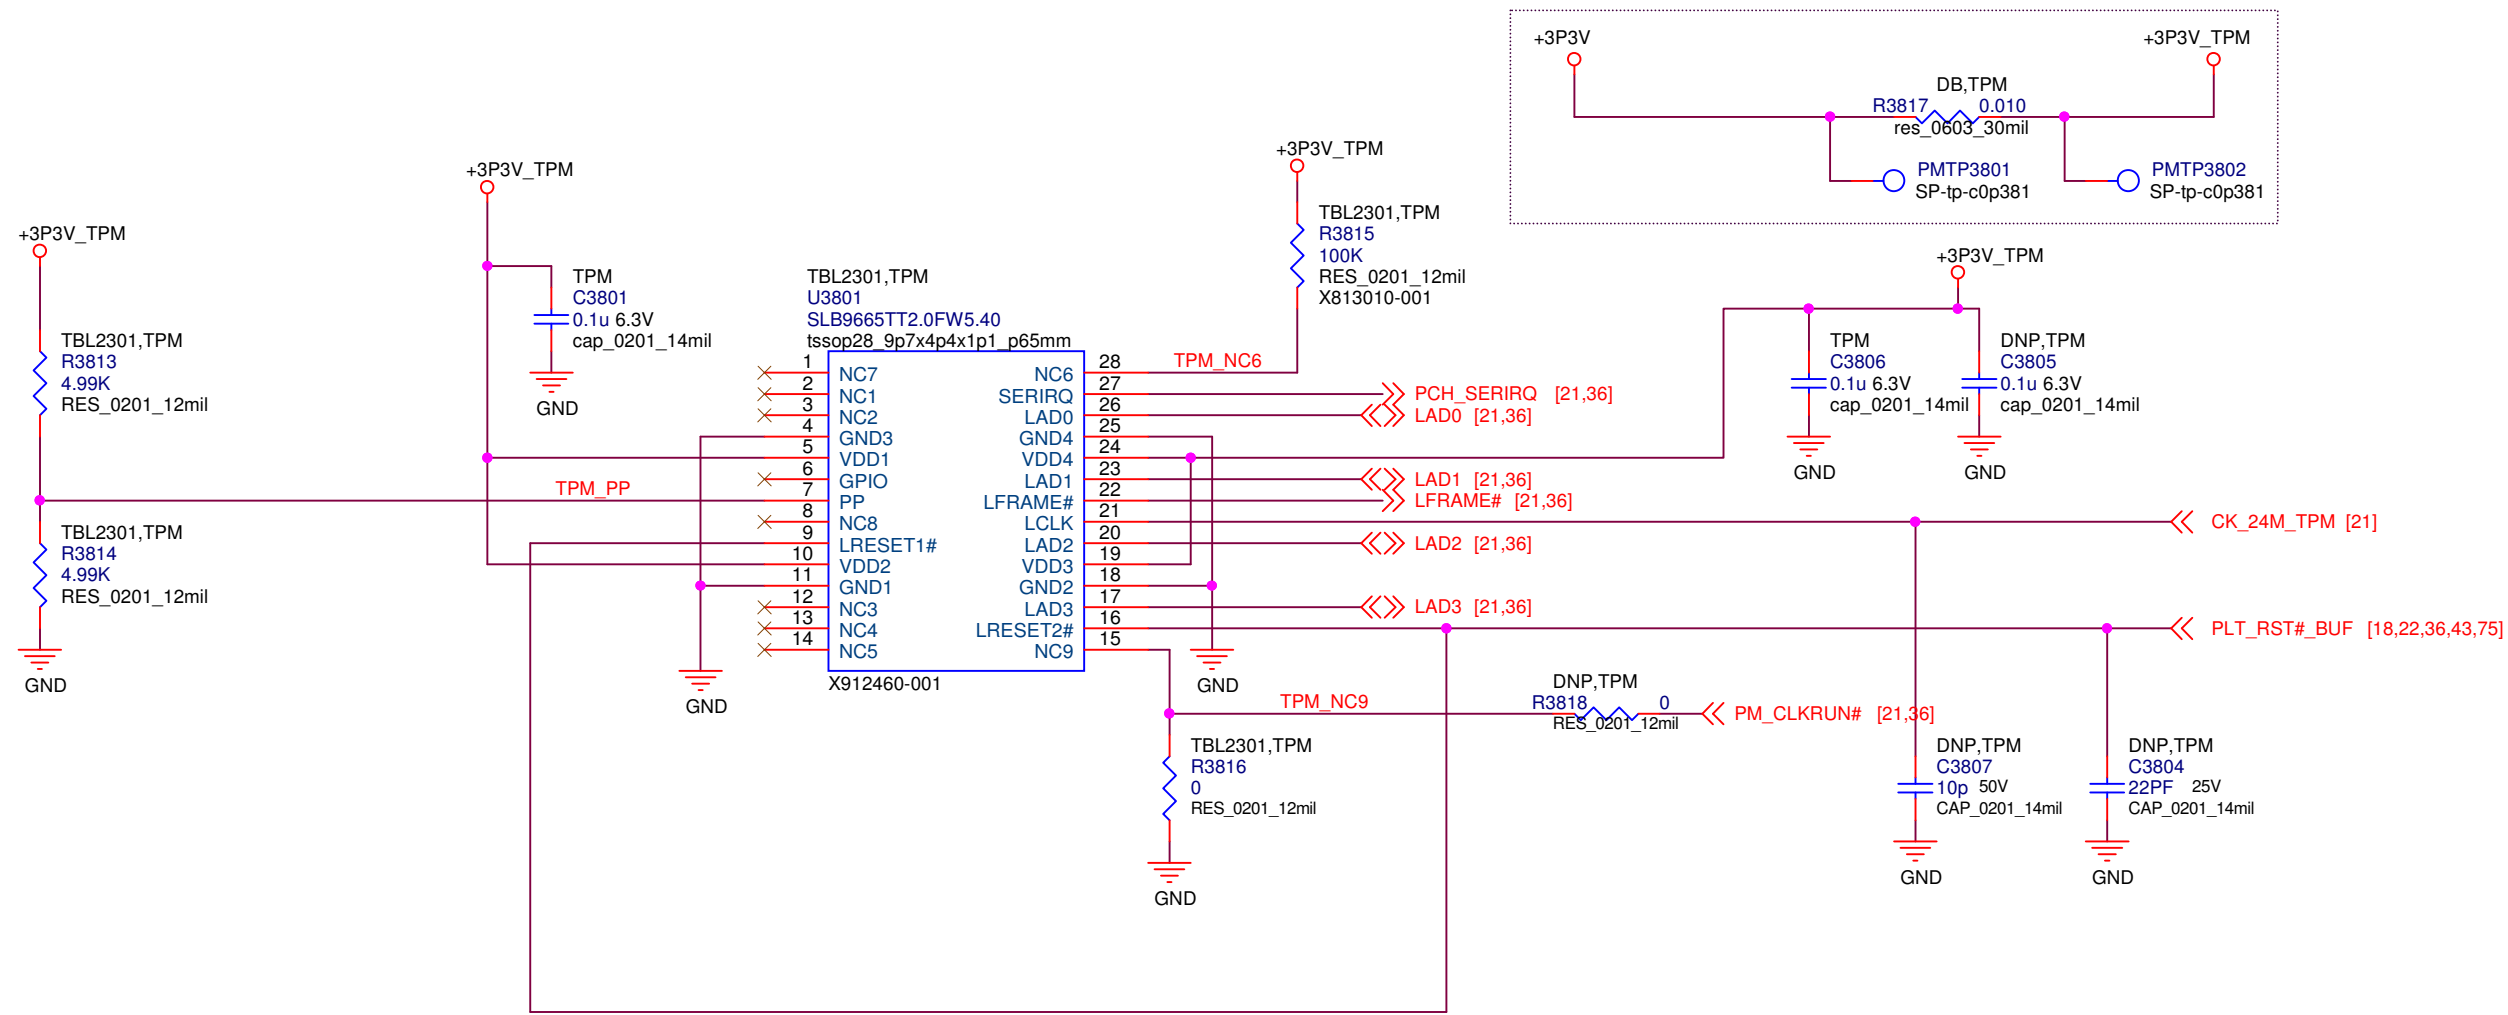 +3P3V
+3P3V_TPM
DB,TPM
R3817 0.010
res_0603_30mil
PMTP3801
SP-tp-c0p381
PMTP3802
SP-tp-c0p381
+3P3V_TPM
TBL2301,TPM
R3813
4.99K
RES_0201_12mil
TBL2301,TPM
R3814
4.99K
RES_0201_12mil
GND
+3P3V_TPM
TPM
C3801
0.1u 6.3V
cap_0201_14mil
GND
TPM_PP
TBL2301,TPM
U3801
SLB9665TT2.0FW5.40
tssop28_9p7x4p4x1p1_p65mm
1 NC7
2 NC1
3 NC2
4 GND3
5 VDD1
6 GPIO
7 PP
8 NC8
9 LRESET1#
10 VDD2
11 GND1
12 NC3
13 NC4
14 NC5
NC6 28
SERIRQ 27
LAD0 26
GND4 25
VDD4 24
LAD1 23
LFRAME# 22
LCLK 21
LAD2 20
VDD3 19
GND2 18
LAD3 17
LRESET2# 16
NC9 15
X912460-001
GND
+3P3V_TPM
TBL2301,TPM
R3815
100K
RES_0201_12mil
X813010-001
TPM_NC6
PCH_SERIRQ [21,36]
LAD0 [21,36]
LAD1 [21,36]
LFRAME# [21,36]
LAD2 [21,36]
LAD3 [21,36]
GND
+3P3V_TPM
TPM
C3806
0.1u 6.3V
cap_0201_14mil
GND
DNP,TPM
C3805
0.1u 6.3V
cap_0201_14mil
GND
CK_24M_TPM [21]
PLT_RST#_BUF [18,22,36,43,75]
TPM_NC9
DNP,TPM
R3818 0
RES_0201_12mil
PM_CLKRUN# [21,36]
TBL2301,TPM
R3816
0
RES_0201_12mil
GND
DNP,TPM
C3807
10p 50V
CAP_0201_14mil
GND
DNP,TPM
C3804
22PF 25V
CAP_0201_14mil
GND